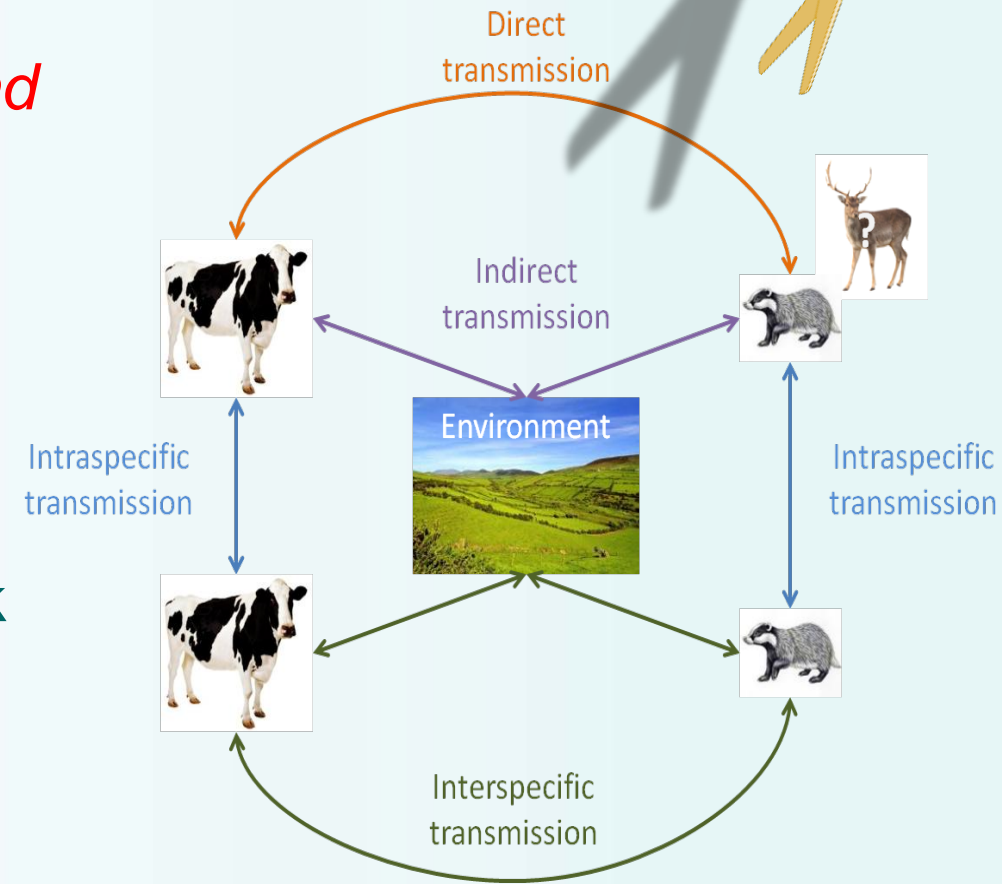 Direct
transmission
Indirect
transmission
?
Environment
Intraspecific
transmission
Intraspecific
transmission
Interspecific
transmission